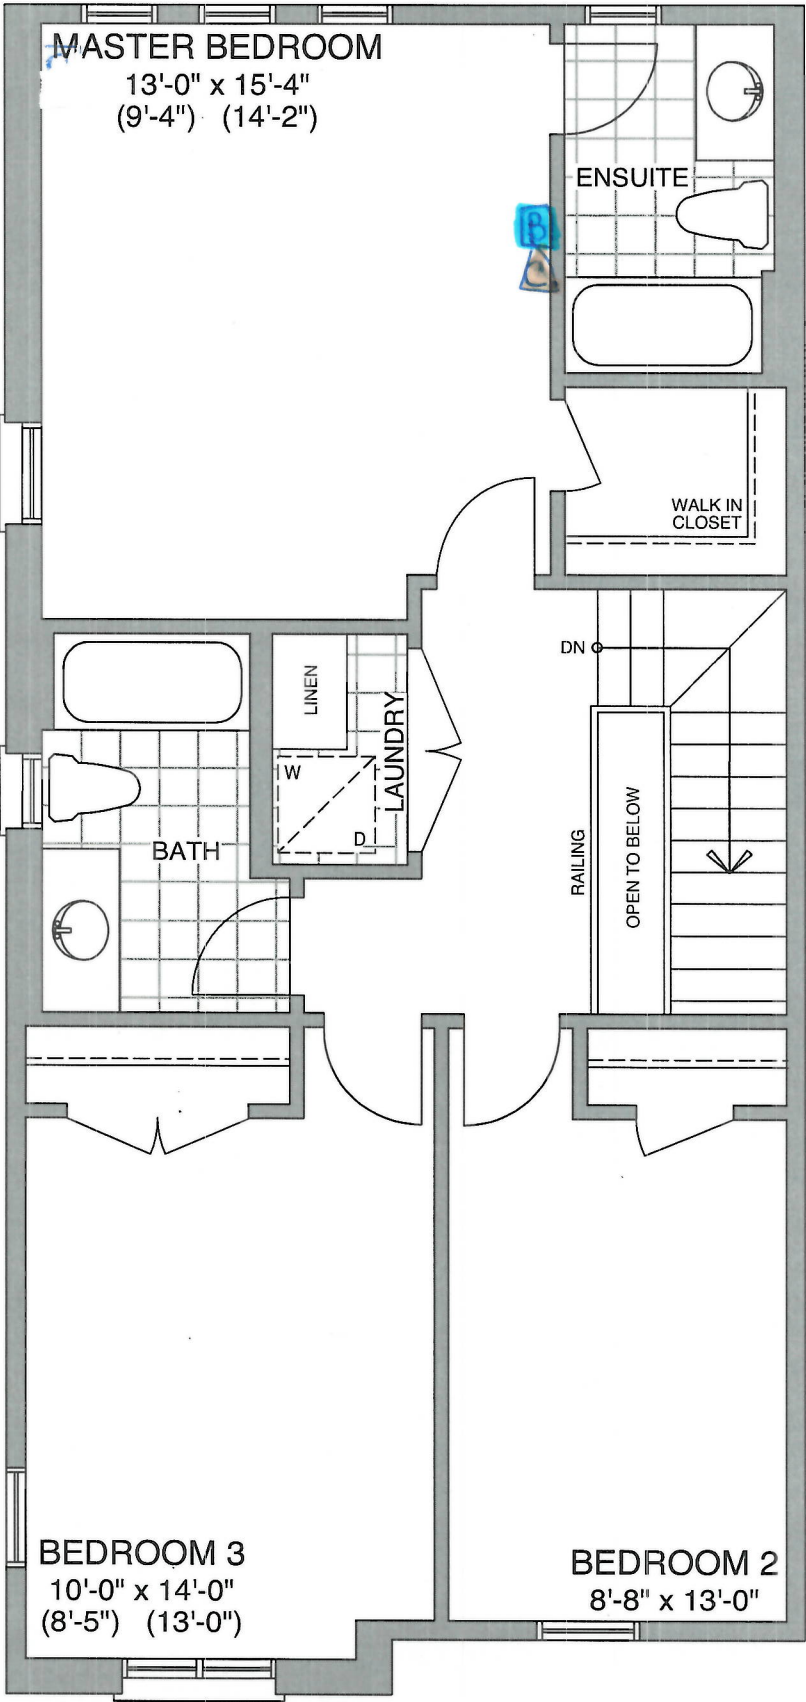 MASTER BEDROOM
13'-0" x 15'-4"
(9'-4") (14'-2")
ENSUITE
B
C
WALK IN
CLOSET
DN
LINEN
LAUNDRY
W
D
BATH
RAILING
OPEN TO BELOW
BEDROOM 3
10'-0" x 14'-0"
(8'-5") (13'-0")
BEDROOM 2
8'-8" x 13'-0"